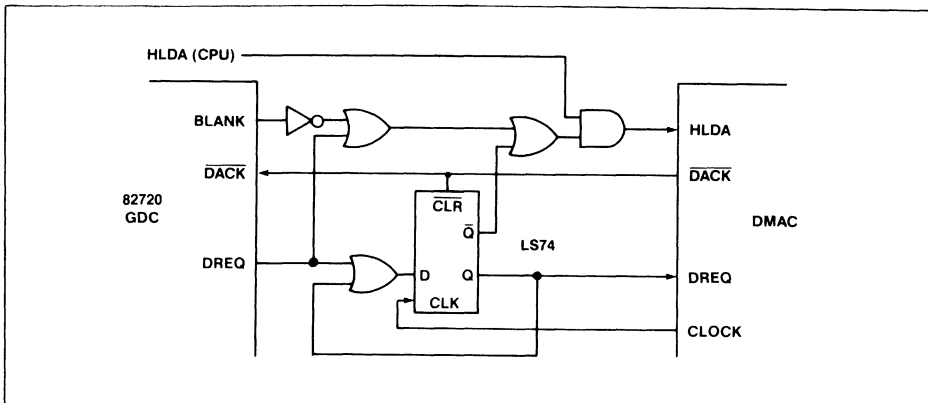 HLDA (CPU)
BLANK
HLDA
DACK
CLR
DACK
82720
GDC
Q
LS74
DMAC
DREQ
D
Q
DREQ
CLK
CLOCK